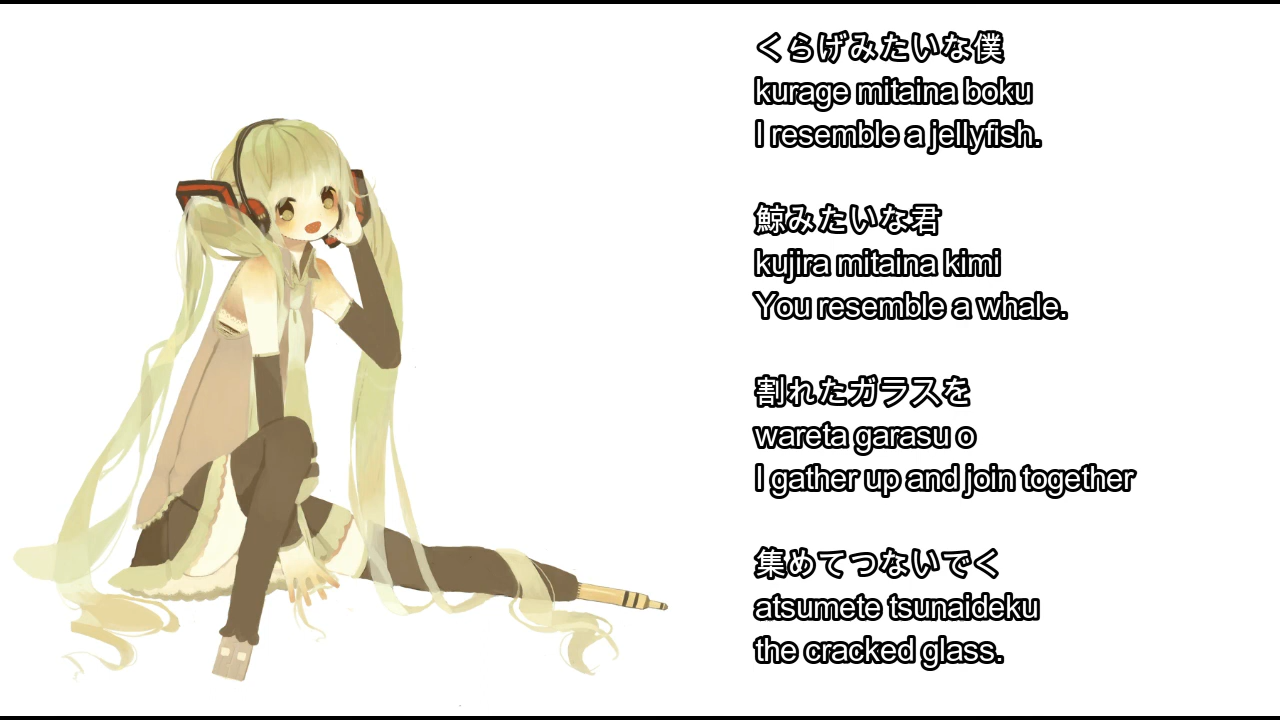 くらげみたいな僕
kurage mitaina boku
I resemble a jellyfish.
鯨みたいな君
kujira mitaina kimi
You resemble a whale.
割れたガラスを
wareta garasu o
I gather up and join together
集めてつないでく
atsumete tsunaideku
the cracked glass.